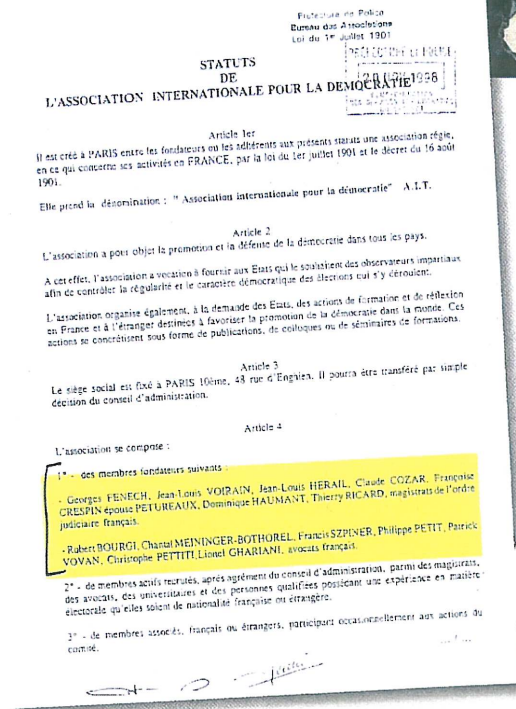 Préfecture de Police
Bureau des Associations
Loi du 1er Juillet 1901
PRÉFECTURE DE POLICE
1996
STATUTS
DE
L'ASSOCIATION INTERNATIONALE POUR LA DEMOCRATIE
Article 1er
Il est créé à PARIS entre les fondateurs ou les adhérents aux présents statuts une association régie,
en ce qui concerne ses activités en FRANCE, par la loi du 1er juillet 1901 et le décret du 16 août
1901.
Elle prend la dénomination : " Association internationale pour la démocratie" A.I.T.
Article 2
L'association a pour objet la promotion et la défense de la démocratie dans tous les pays.
A cet effet, l'association a vocation à fournir aux Etats qui le souhaitent des observateurs impartiaux
afin de contrôler la régularité et le caractère démocratique des élections qui s'y déroulent.
L'association organise également, à la demande des Etats, des actions de formation et de réflexion
en France et à l'étranger destinées à favoriser la promotion de la démocratie dans le monde. Ces
actions se concrétisent sous forme de publications, de colloques ou de séminaires de formations.
Article 3
Le siège social est fixé à PARIS 10ème, 48 rue d'Enghien. Il pourra être transféré par simple
décision du conseil d'administration.
Article 4
L'association se compose :
1° - des membres fondateurs suivants :
- Georges FENECH, Jean-Louis VOIRAIN, Jean-Louis HERAIL, Claude COZAR, Françoise
CRESPIN épouse PETUREAUX, Dominique HAUMANT, Thierry RICARD, magistrats de l'ordre
judiciaire français.
- Robert BOURGI, Chantal MEININGER-BOTHOREL, Francis SZPINER, Philippe PETIT, Patrick
VOVAN, Christophe PETTITI, Lionel GHARIANI, avocats français.
2° - de membres actifs recrutés, après agrément du conseil d'administration, parmi des magistrats,
des avocats, des universitaires et des personnes qualifiées possédant une expérience en matière
électorale qu'elles soient de nationalité française ou étrangère.
3° - de membres associés, français ou étrangers, participant occasionnellement aux actions du
comité.